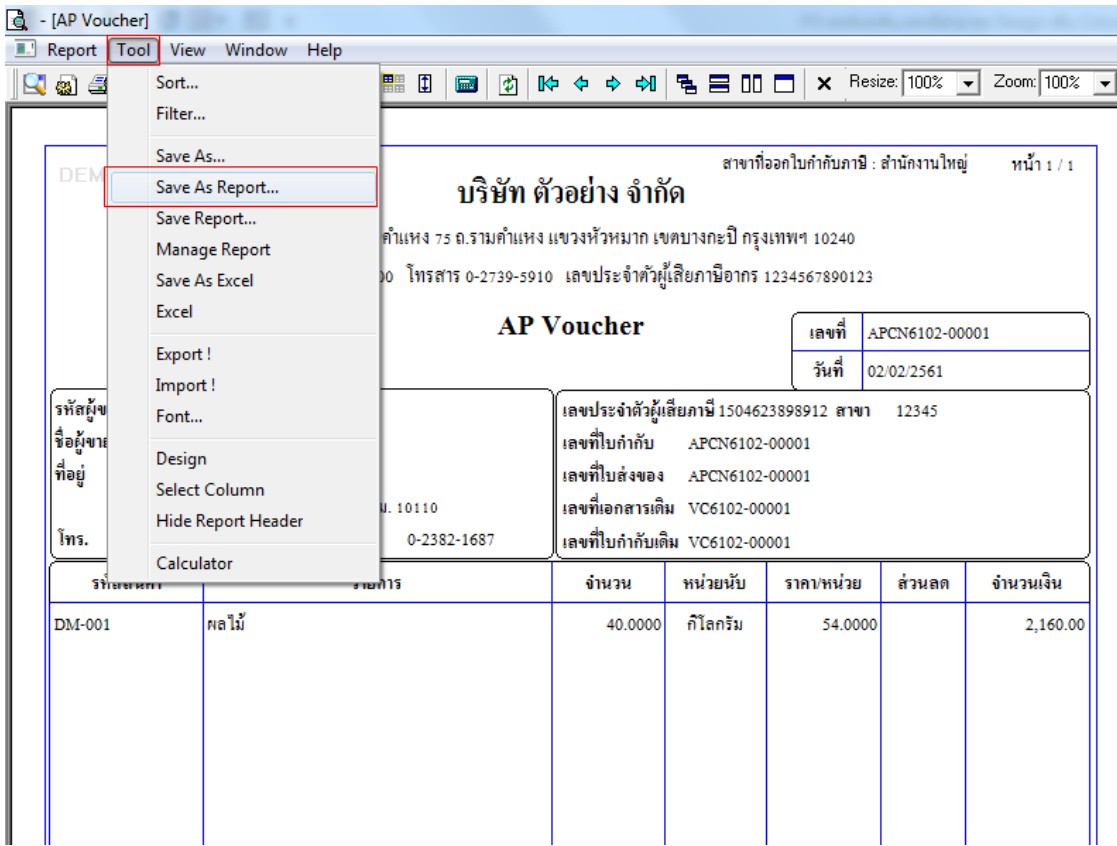 - [AP Voucher]
Report Tool View Window Help
Resize: 100% Zoom: 100%
Sort...
Filter...
Save As...
Save As Report...
Save Report...
Manage Report
Save As Excel
Excel
Export !
Import !
Font...
Design
Select Column
Hide Report Header
Calculator
สาขาที่ออกใบกำกับภาษี : สำนักงานใหญ่ หน้า 1 / 1
DEM
บริษัท ตัวอย่าง จำกัด
คำแหง 75 ถ.รามคำแหง แขวงหัวหมาก เขตบางกะปิ กรุงเทพฯ 10240
00 โทรสาร 0-2739-5910 เลขประจำตัวผู้เสียภาษีอากร 1234567890123
AP Voucher
เลขที่ APCN6102-00001
วันที่ 02/02/2561
รหัสผู้ข
ชื่อผู้ขาย
ที่อยู่
ม. 10110
โทร. 0-2382-1687
เลขประจำตัวผู้เสียภาษี 1504623898912 สาขา 12345
เลขที่ใบกำกับ APCN6102-00001
เลขที่ใบส่งของ APCN6102-00001
เลขที่เอกสารเดิม VC6102-00001
เลขที่ใบกำกับเดิม VC6102-00001
รหัสสินค้า รายการ จำนวน หน่วยนับ ราคา/หน่วย ส่วนลด จำนวนเงิน
DM-001 ผลไม้ 40.0000 กิโลกรัม 54.0000 2,160.00